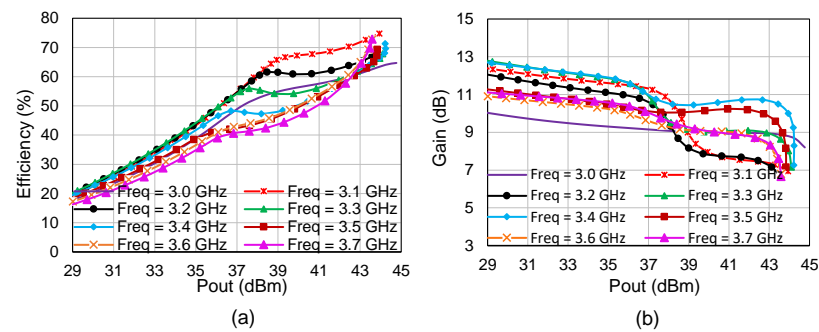 (a)
Efficiency (%)
80
70
60
50
40
30
20
10
0
Freq = 3.0 GHz
Freq = 3.1 GHz
Freq = 3.2 GHz
Freq = 3.3 GHz
Freq = 3.4 GHz
Freq = 3.5 GHz
Freq = 3.6 GHz
Freq = 3.7 GHz
29 31 33 35 37 39 41 43 45
Pout (dBm)
(a)
(b)
Gain (dB)
15
13
11
9
7
5
3
Freq = 3.0 GHz
Freq = 3.1 GHz
Freq = 3.2 GHz
Freq = 3.3 GHz
Freq = 3.4 GHz
Freq = 3.5 GHz
Freq = 3.6 GHz
Freq = 3.7 GHz
29 31 33 35 37 39 41 43 45
Pout (dBm)
(b)